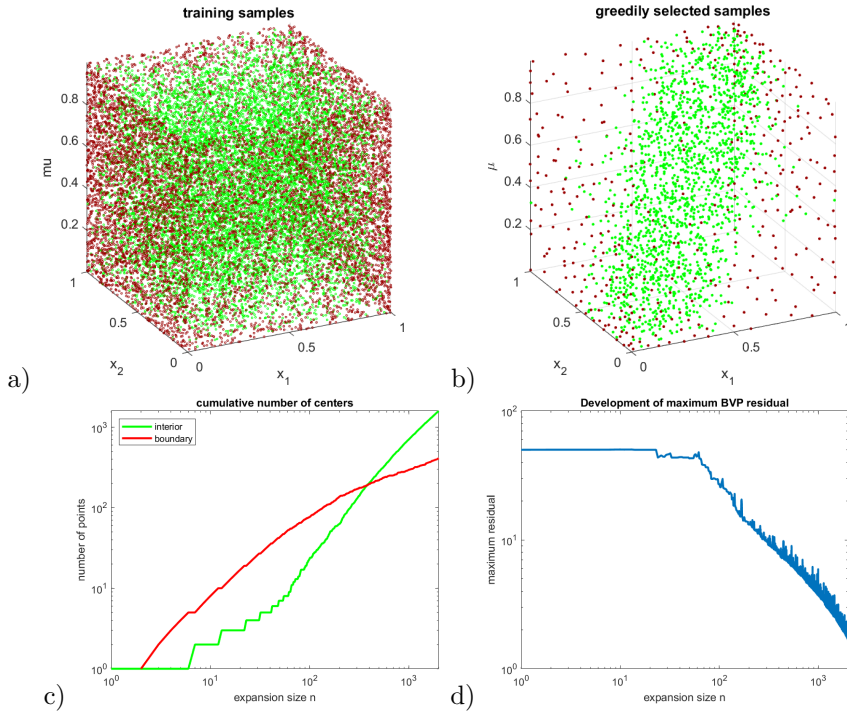 training samples
mu
0.8
0.6
0.4
0.2
1
0.5
0
x2
0
0.5
1
x1
a)
greedily selected samples
μ
0.8
0.6
0.4
0.2
1
0.5
0
x2
0
0.5
1
x1
b)
cumulative number of centers
interior
boundary
number of points
10^3
10^2
10^1
10^0
10^0
10^1
10^2
10^3
expansion size n
c)
Development of maximum BVP residual
maximum residual
10^2
10^1
10^0
10^0
10^1
10^2
10^3
expansion size n
d)